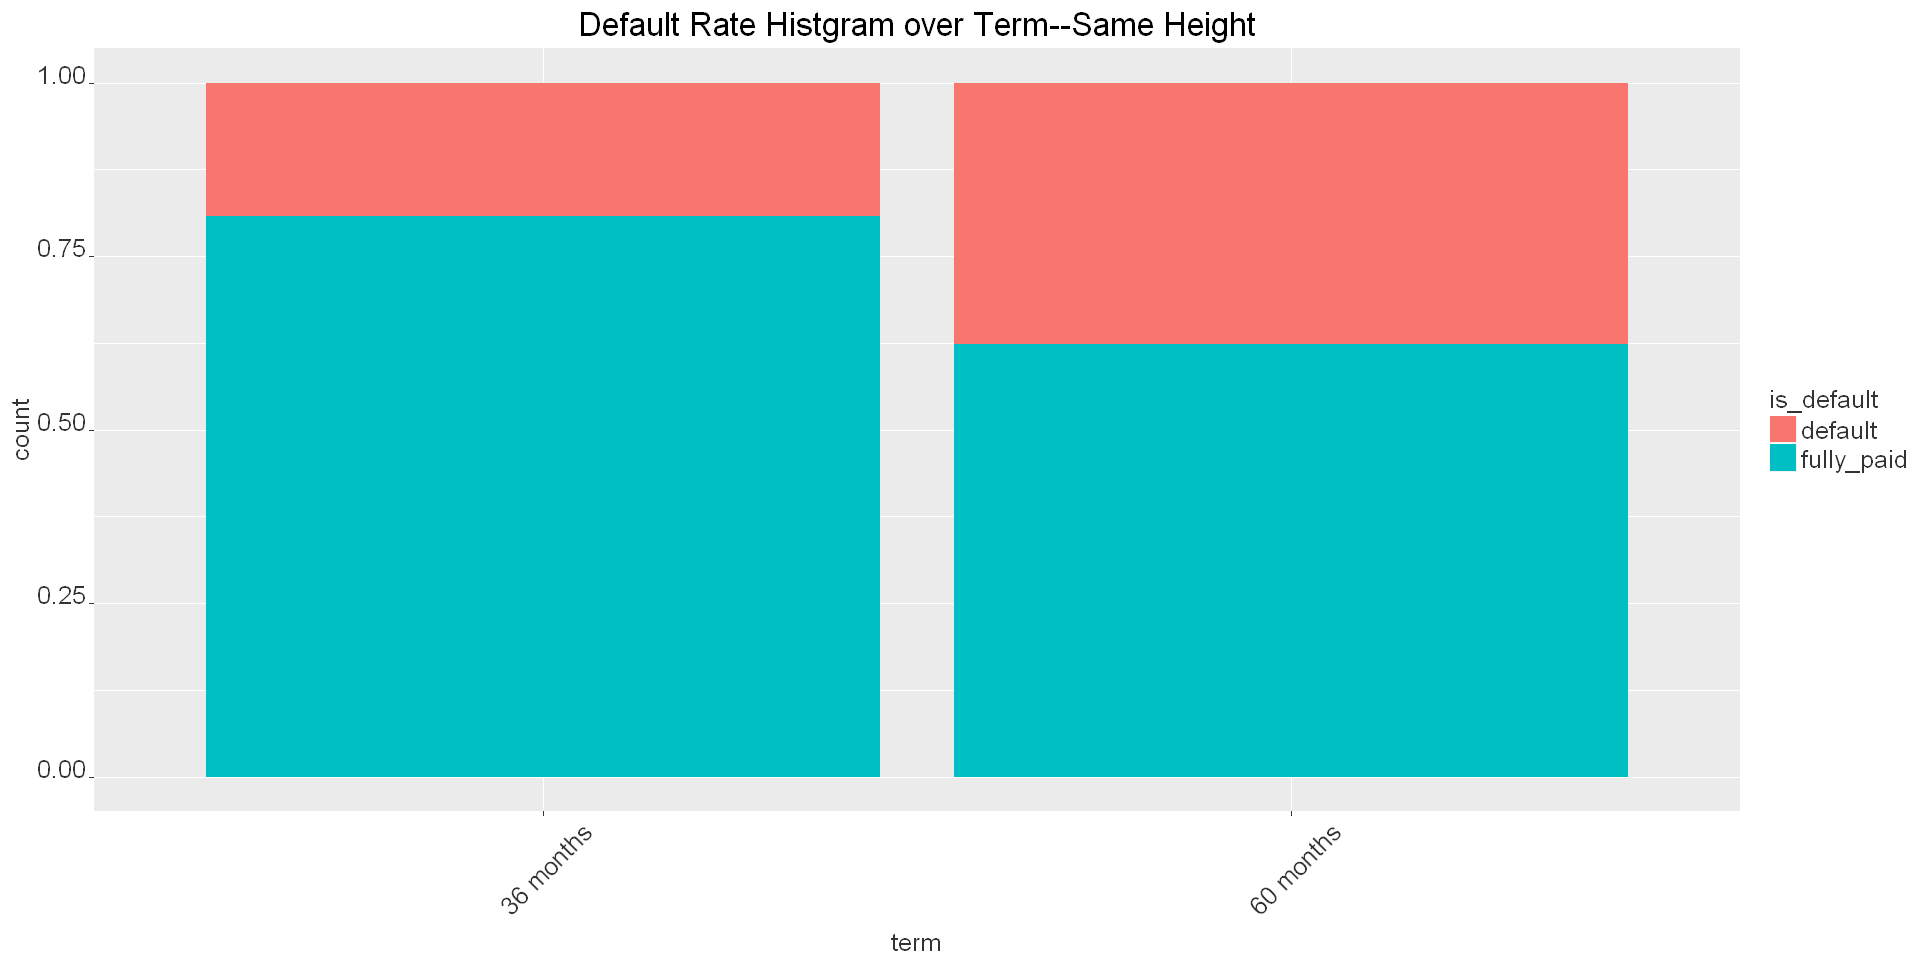 Default Rate Histgram over Term--Same Height
1.00
0.75
0.50
0.25
0.00
count
36 months
60 months
term
is_default
default
fully_paid